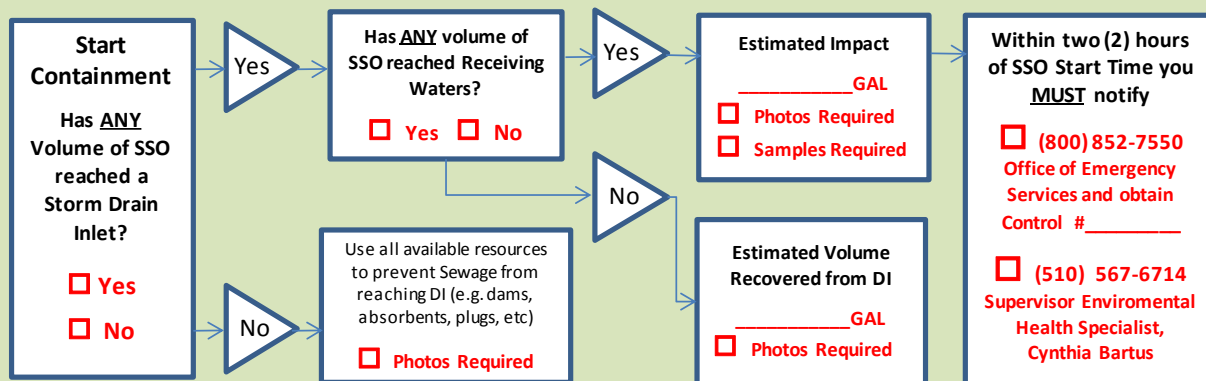 Start
Containment
Has ANY
Volume of SSO
reached a
Storm Drain
Inlet?
☐ Yes
☐ No
Yes
Has ANY volume of
SSO reached Receiving
Waters?
☐ Yes ☐ No
Yes
Estimated Impact
___________GAL
☐ Photos Required
☐ Samples Required
Within two (2) hours
of SSO Start Time you
MUST notify
☐ (800) 852-7550
Office of Emergency
Services and obtain
Control #_________
☐ (510) 567-6714
Supervisor Enviromental
Health Specialist,
Cynthia Bartus
No
Use all available resources
to prevent Sewage from
reaching DI (e.g. dams,
absorbents, plugs, etc)
☐ Photos Required
No
Estimated Volume
Recovered from DI
___________GAL
☐ Photos Required